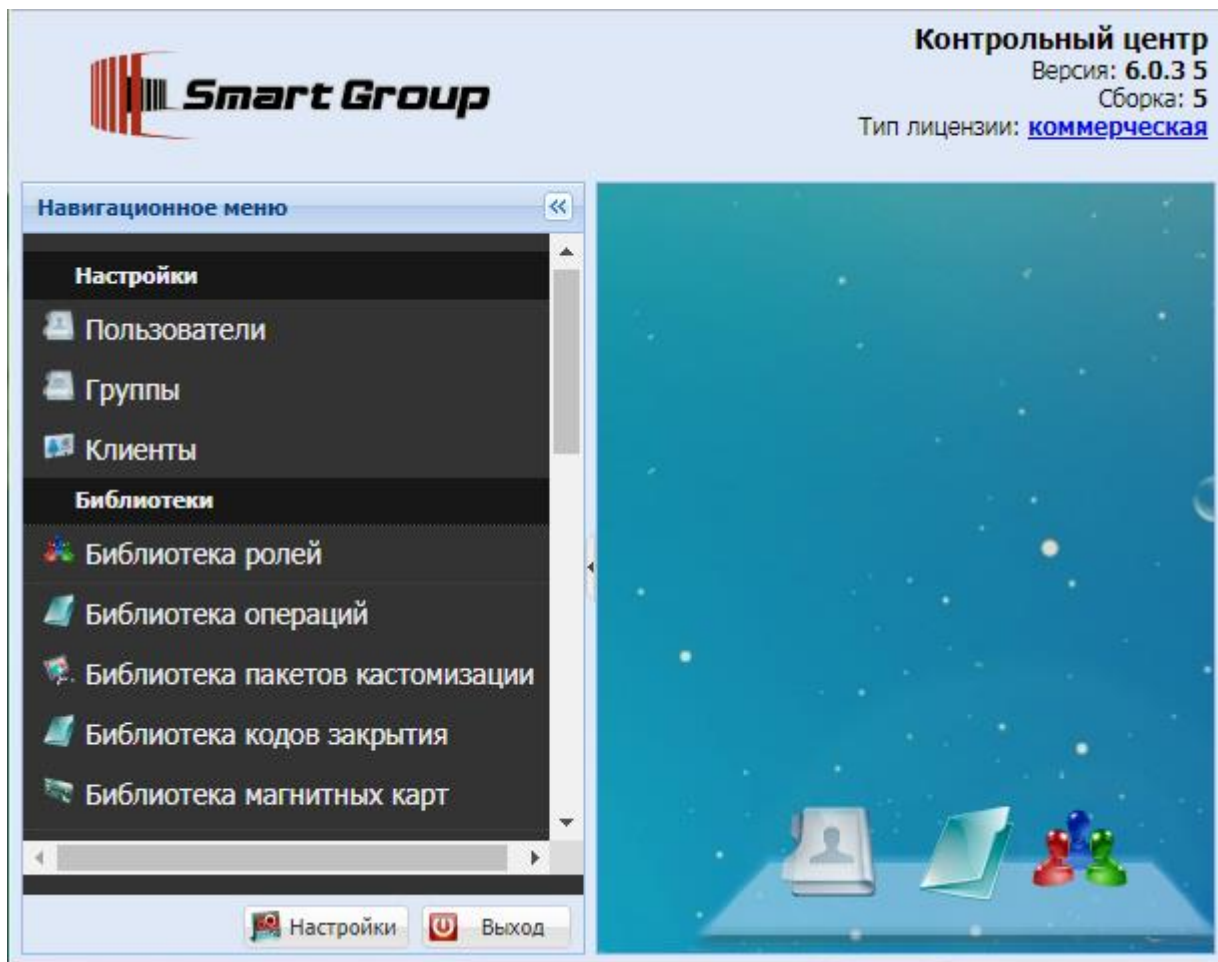 Smart Group
Контрольный центр
Версия: 6.0.3 5
Сборка: 5
Тип лицензии: коммерческая
Навигационное меню
Настройки
Пользователи
Группы
Клиенты
Библиотеки
Библиотека ролей
Библиотека операций
Библиотека пакетов кастомизации
Библиотека кодов закрытия
Библиотека магнитных карт
Настройки Выход